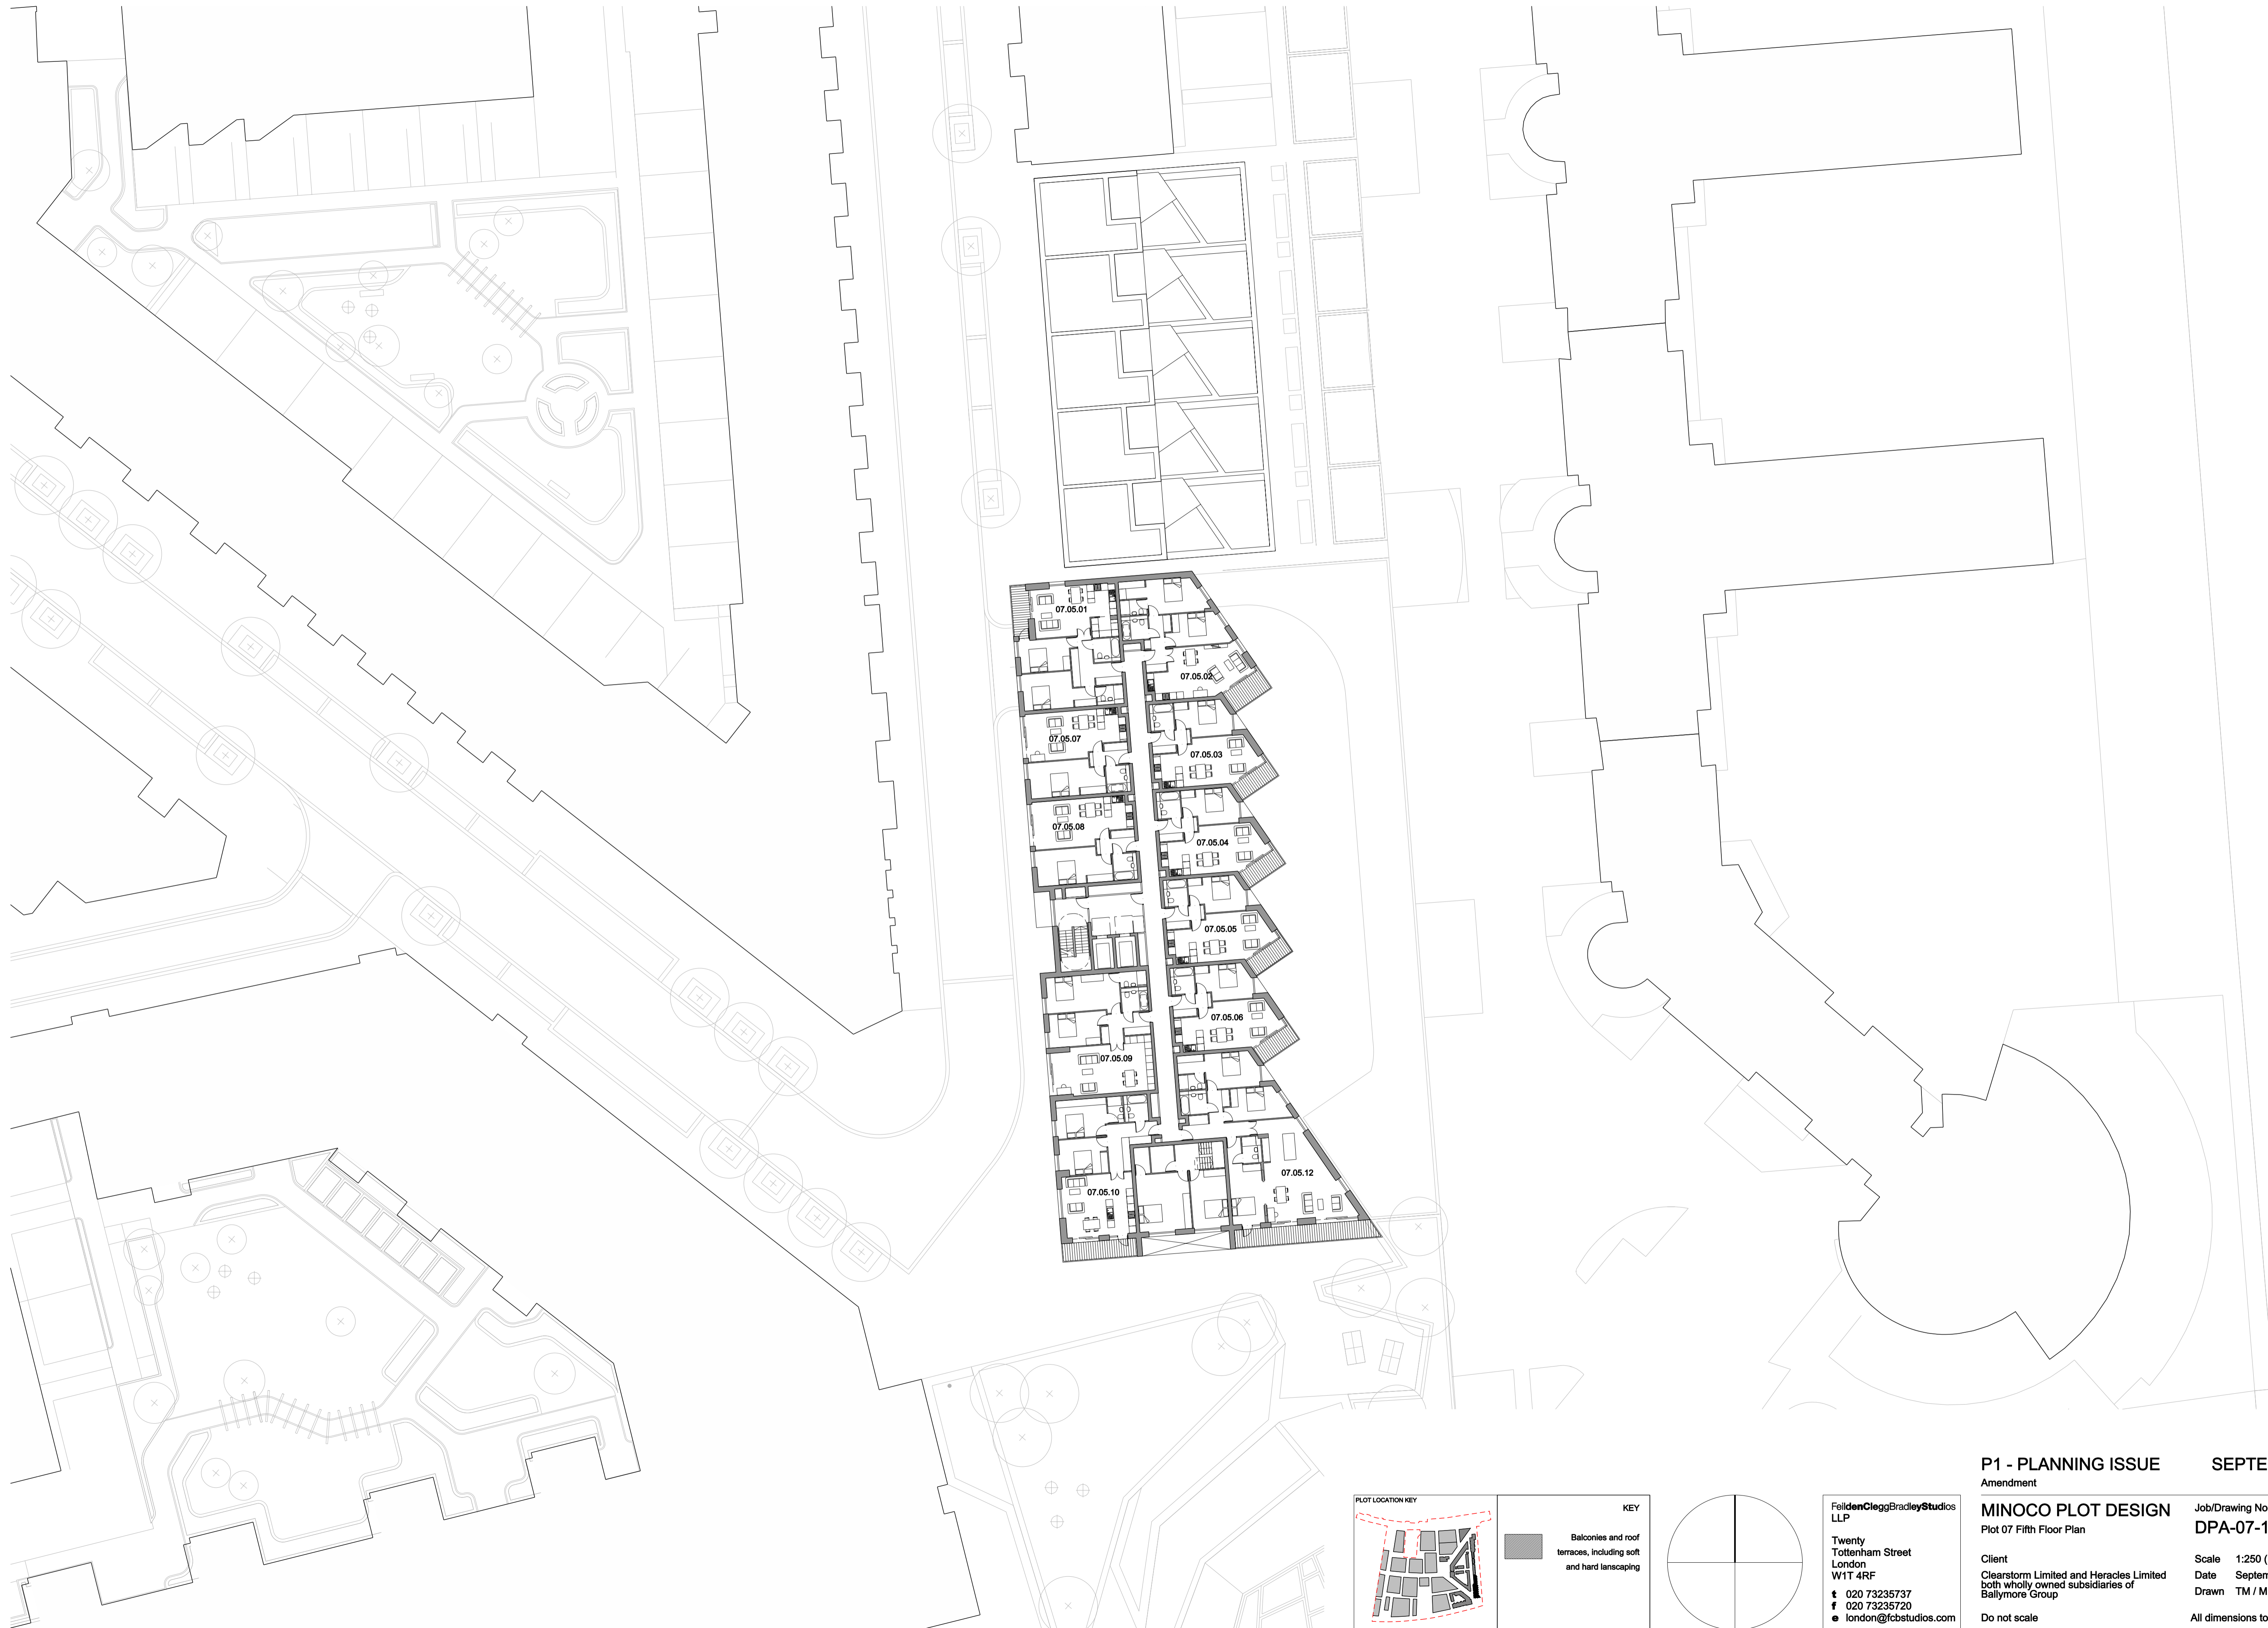 07.05.01
07.05.02
07.05.07
07.05.03
07.05.08
07.05.04
07.05.05
07.05.06
07.05.09
07.05.10
07.05.12
PLOT LOCATION KEY
KEY
Balconies and roof
terraces, including soft
and hard lanscaping
FeildenCleggBradleyStudios
LLP
Twenty
Tottenham Street
London
W1T 4RF
t 020 73235737
f 020 73235720
e london@fcbstudios.com
P1 - PLANNING ISSUE SEPTE
Amendment
MINOCO PLOT DESIGN
Plot 07 Fifth Floor Plan
Client
Clearstorm Limited and Heracles Limited
both wholly owned subsidiaries of
Ballymore Group
Do not scale
Job/Drawing No
DPA-07-1
Scale 1:250 (
Date Septem
Drawn TM / M
All dimensions to